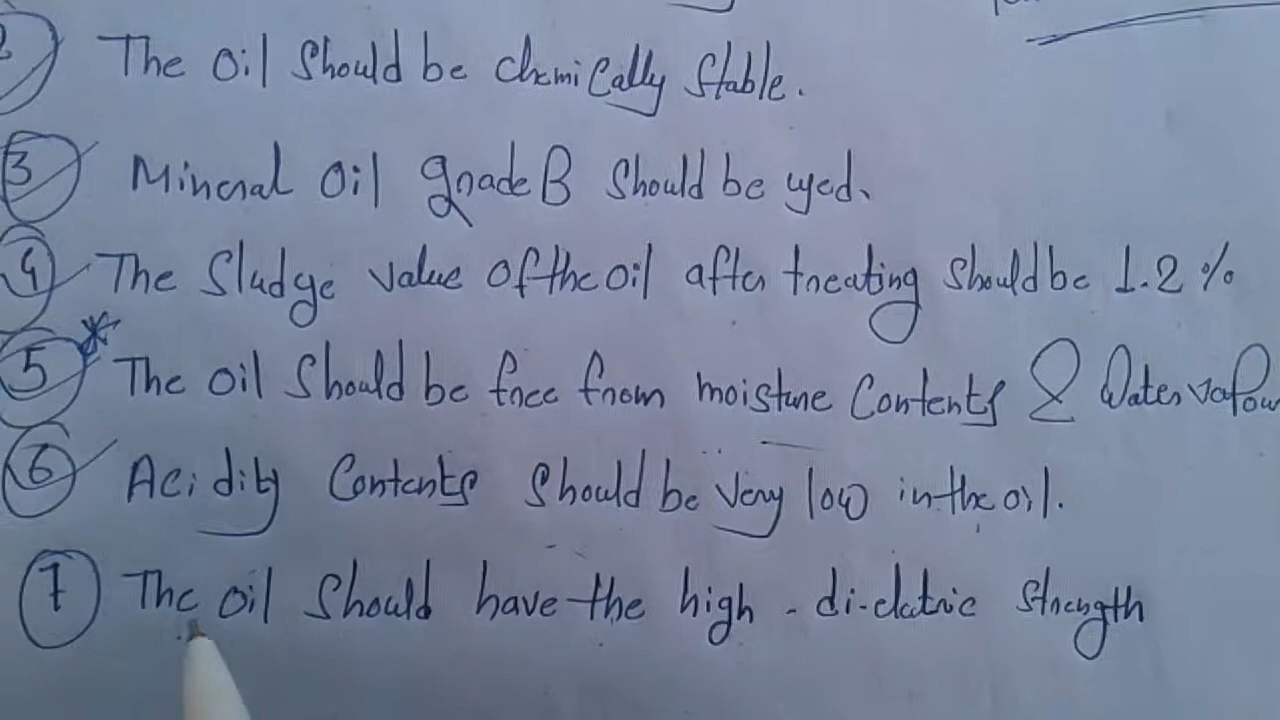 2 The oil should be chemically stable.
3 Mineral oil grade B should be used.
4 The Sludge value of the oil after treating should be 1.2 %
5 * The oil should be free from moisture contents & Water vapour
6 Acidity contents should be very low in the oil.
7 The oil should have the high - di-electric strength